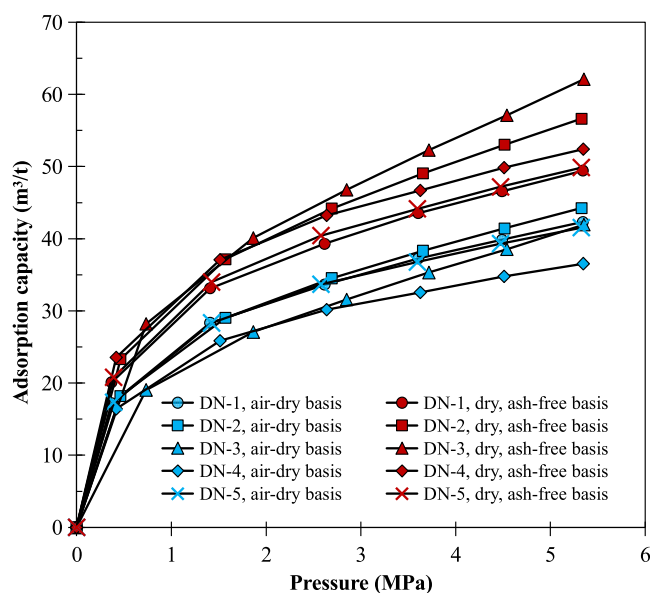 70
60
50
40
30
20
10
0
Adsorption capacity (m³/t)
DN-1, air-dry basis
DN-2, air-dry basis
DN-3, air-dry basis
DN-4, air-dry basis
DN-5, air-dry basis
DN-1, dry, ash-free basis
DN-2, dry, ash-free basis
DN-3, dry, ash-free basis
DN-4, dry, ash-free basis
DN-5, dry, ash-free basis
0 1 2 3 4 5 6
Pressure (MPa)